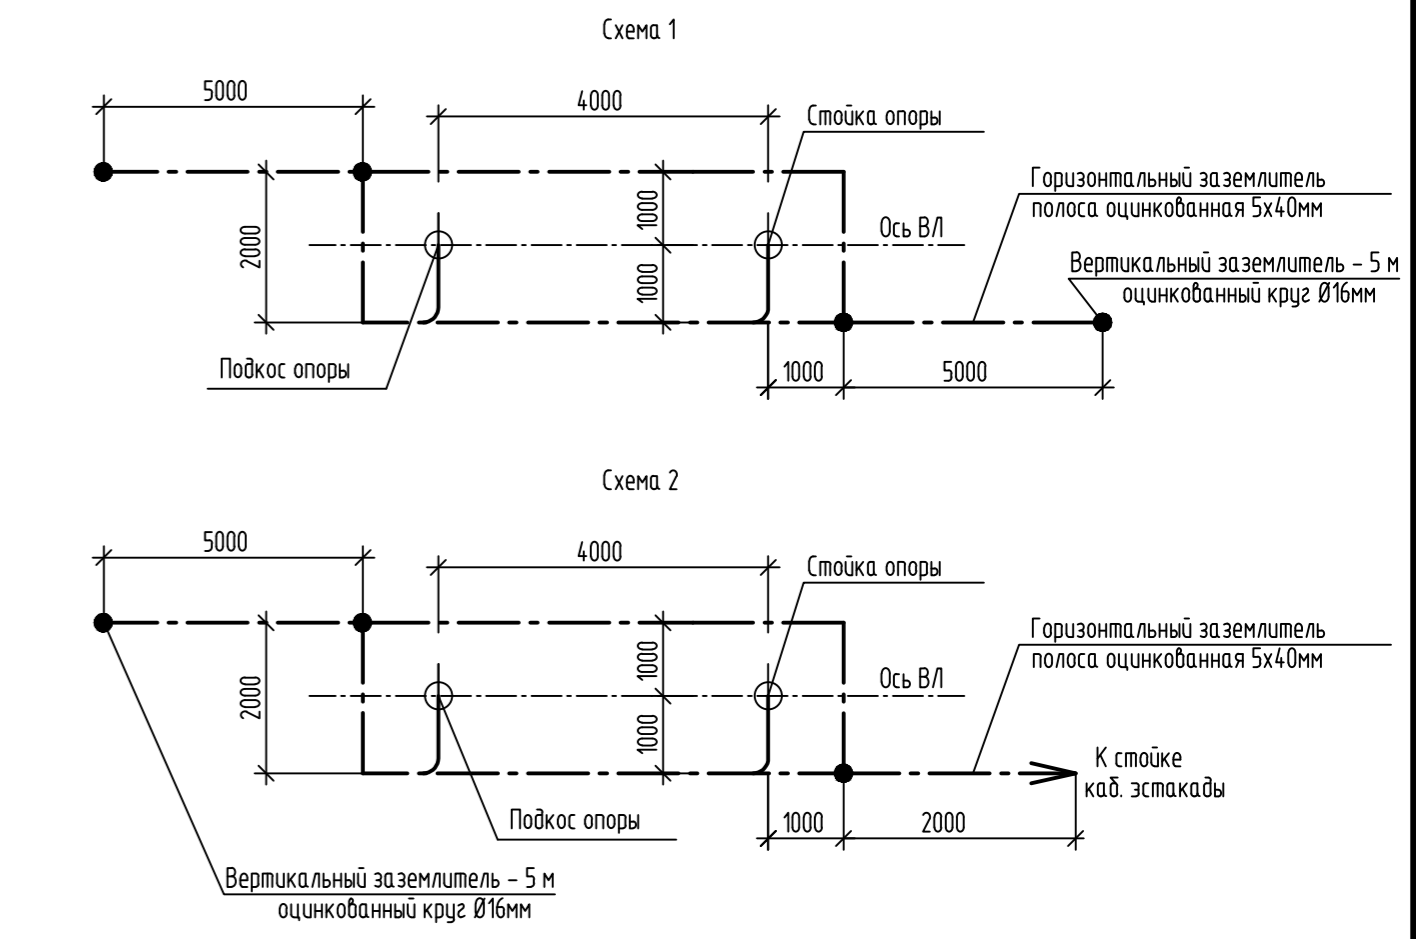 Схема 1
5000
4000
Стойка опоры
Горизонтальный заземлитель
полоса оцинкованная 5х40мм
2000
1000
1000
Ось ВЛ
Вертикальный заземлитель – 5 м
оцинкованный круг Ø16мм
Подкос опоры
1000
5000
Схема 2
5000
4000
Стойка опоры
Горизонтальный заземлитель
полоса оцинкованная 5х40мм
2000
1000
1000
Ось ВЛ
К стойке
каб. эстакады
Подкос опоры
1000
2000
Вертикальный заземлитель – 5 м
оцинкованный круг Ø16мм